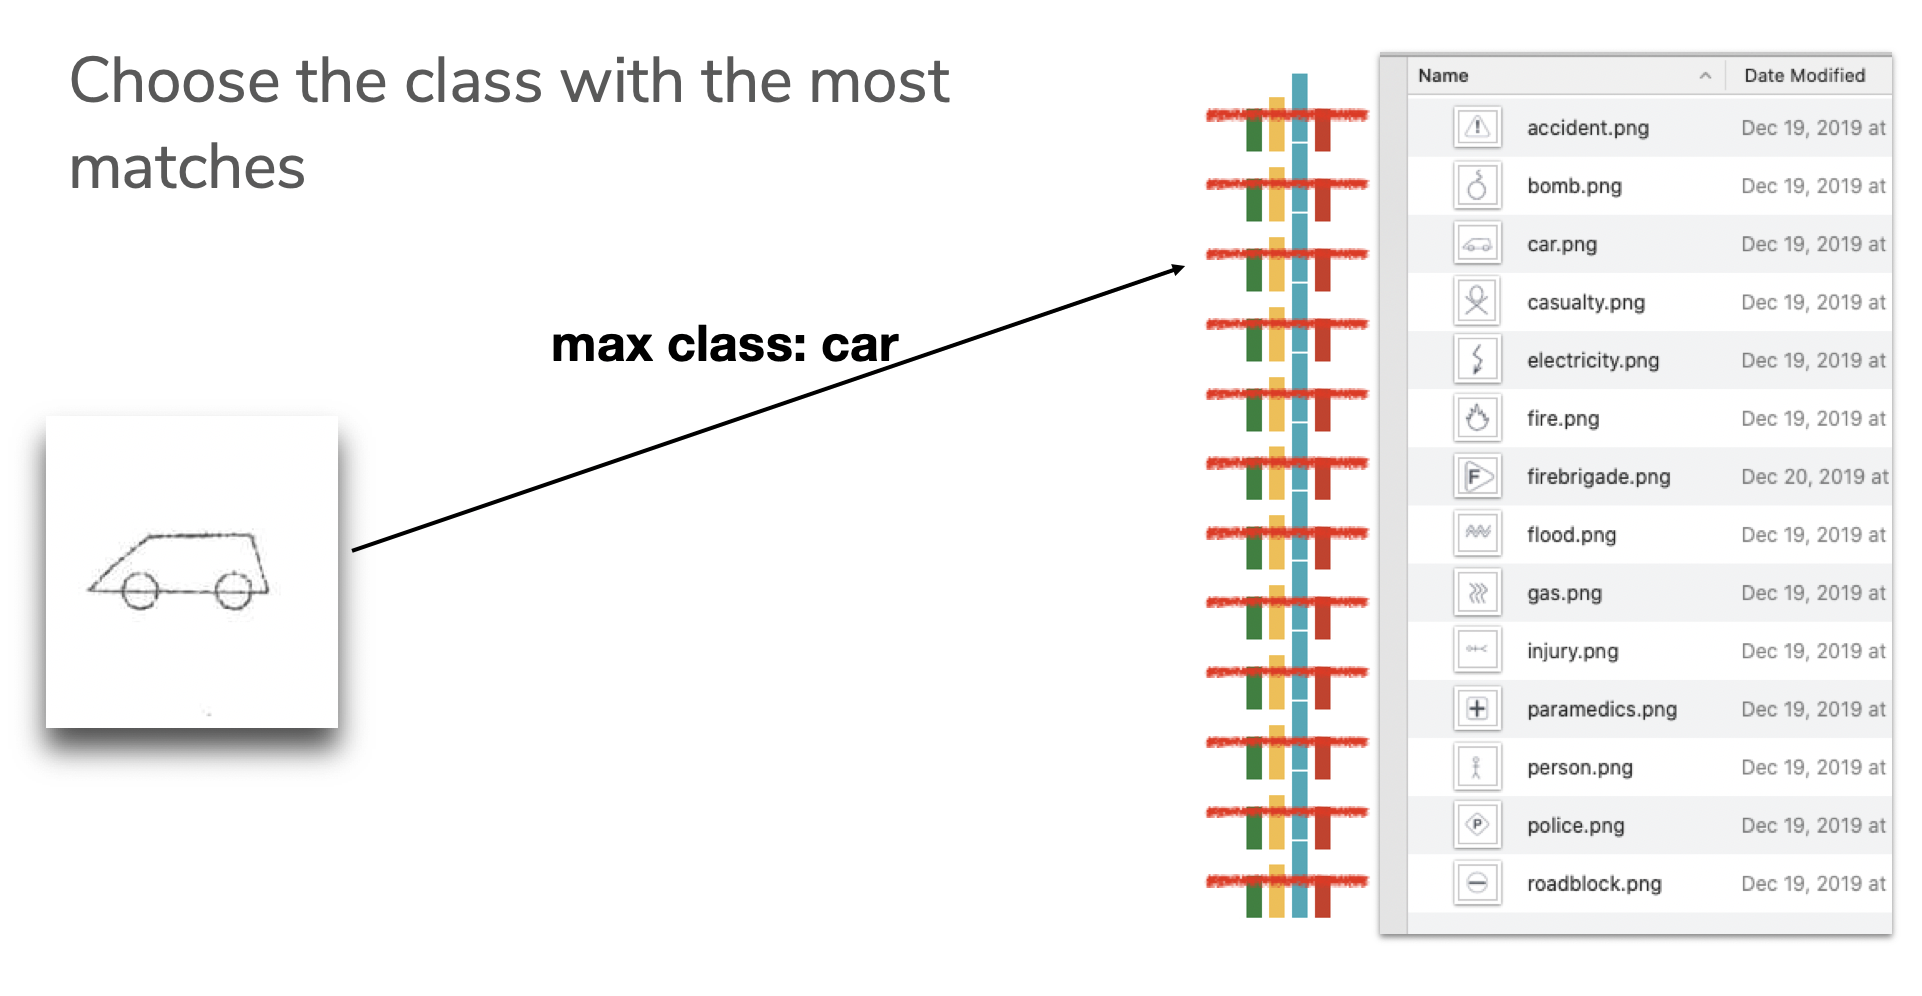 Choose the class with the most
matches
max class: car
Name Date Modified
accident.png Dec 19, 2019 at
bomb.png Dec 19, 2019 at
car.png Dec 19, 2019 at
casualty.png Dec 19, 2019 at
electricity.png Dec 19, 2019 at
fire.png Dec 19, 2019 at
F firebrigade.png Dec 20, 2019 at
flood.png Dec 19, 2019 at
gas.png Dec 19, 2019 at
injury.png Dec 19, 2019 at
paramedics.png Dec 19, 2019 at
person.png Dec 19, 2019 at
P police.png Dec 19, 2019 at
roadblock.png Dec 19, 2019 at